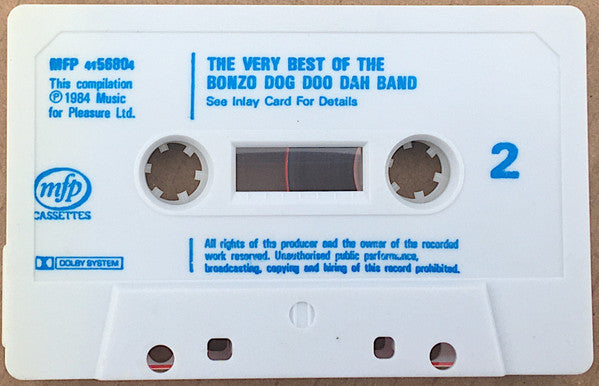 MFP 4156804
This compilation
Ⓟ 1984 Music
for Pleasure Ltd.
THE VERY BEST OF THE
BONZO DOG DOO DAH BAND
See Inlay Card For Details
2
mfp
CASSETTES
DOLBY SYSTEM
All rights of the producer and the owner of the recorded
work reserved. Unauthorised public performance,
broadcasting, copying and hiring of this record prohibited.